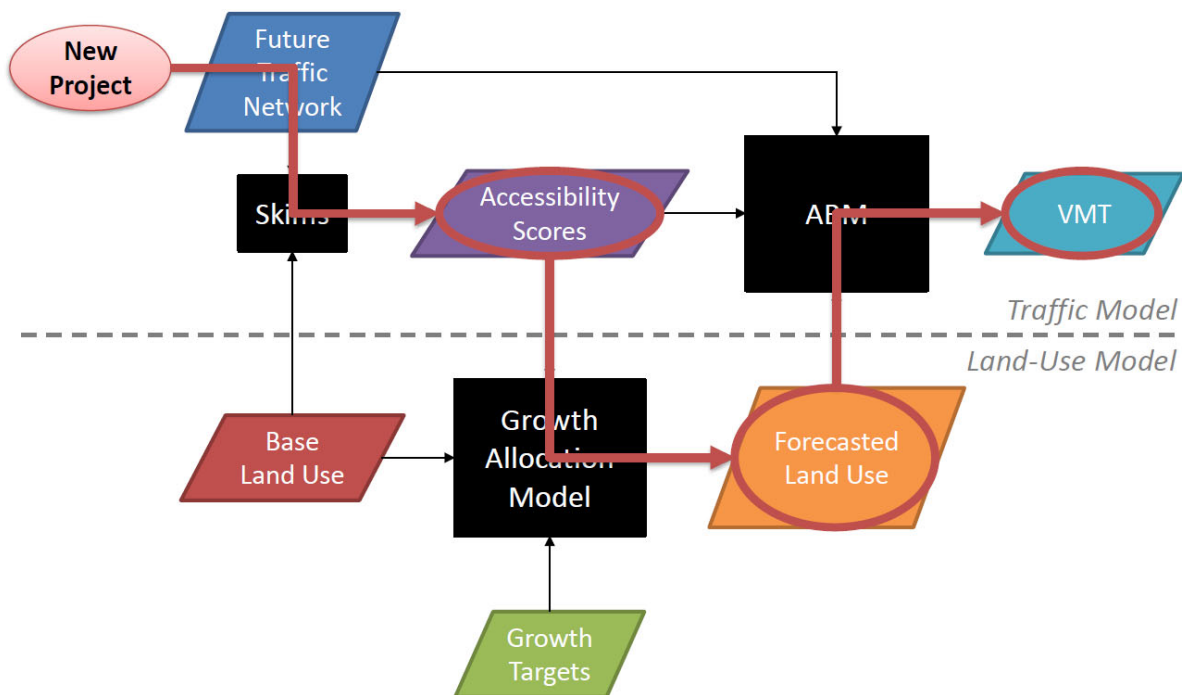 New
Project
Future
Traffic
Network
Skims
Accessibility
Scores
ABM
VMT
Traffic Model
Land-Use Model
Base
Land Use
Growth
Allocation
Model
Forecasted
Land Use
Growth
Targets